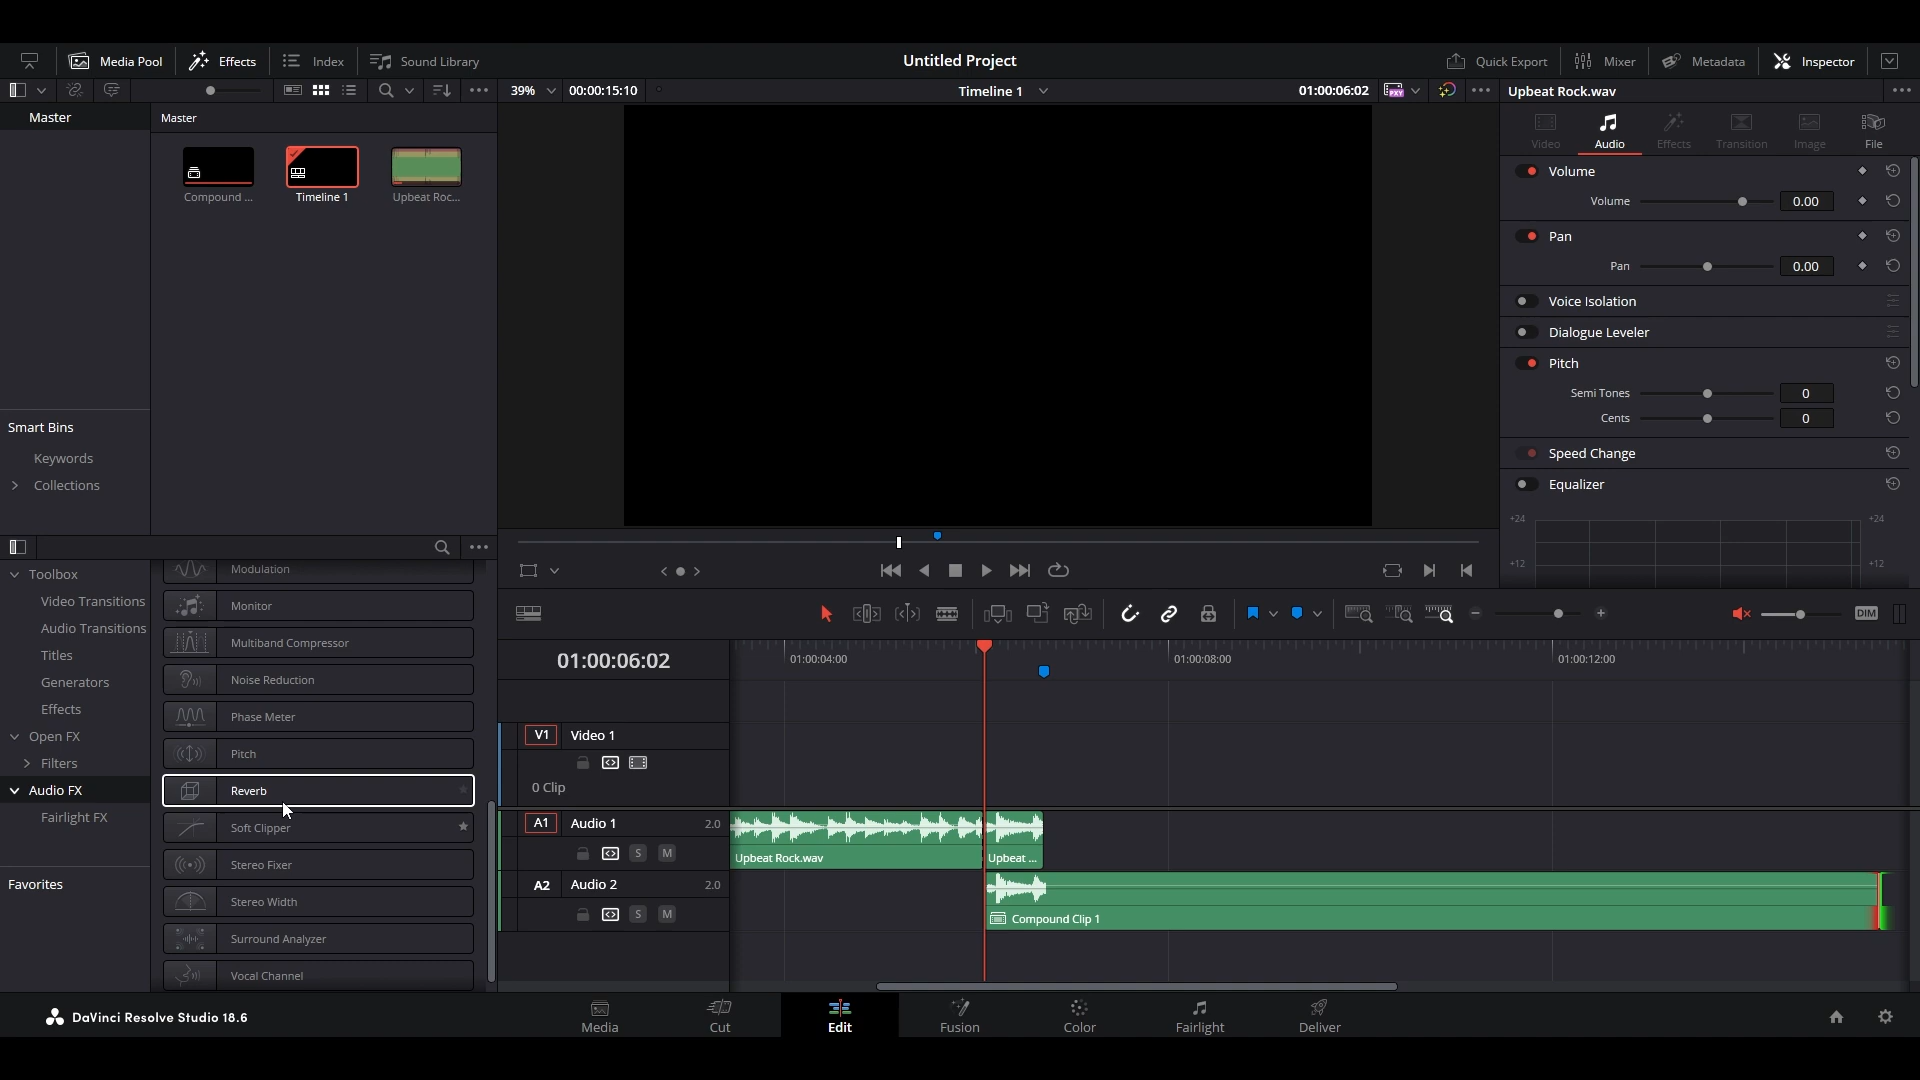 Media Pool
Effects
Index
Sound Library
Untitled Project
Quick Export
Mixer
Metadata
Inspector
39%
00:00:15:10
Timeline 1
01:00:06:02
Upbeat Rock.wav
Master
Master
Compound ...
Timeline 1
Upbeat Roc...
Video
Audio
Effects
Transition
Image
File
Volume
Volume
0.00
Pan
Pan
0.00
Voice Isolation
Dialogue Leveler
Pitch
Semi Tones
0
Cents
0
Speed Change
Equalizer
+24
+24
+12
+12
Smart Bins
Keywords
Collections
Toolbox
Video Transitions
Audio Transitions
Titles
Generators
Effects
Open FX
Filters
Audio FX
Fairlight FX
Favorites
Modulation
Monitor
Multiband Compressor
Noise Reduction
Phase Meter
Pitch
Reverb
Soft Clipper
Stereo Fixer
Stereo Width
Surround Analyzer
Vocal Channel
DIM
01:00:06:02
01:00:04:00
01:00:08:00
01:00:12:00
V1
Video 1
0 Clip
A1
Audio 1
2.0
S
M
Upbeat Rock.wav
Upbeat ...
A2
Audio 2
2.0
S
M
Compound Clip 1
DaVinci Resolve Studio 18.6
Media
Cut
Edit
Fusion
Color
Fairlight
Deliver